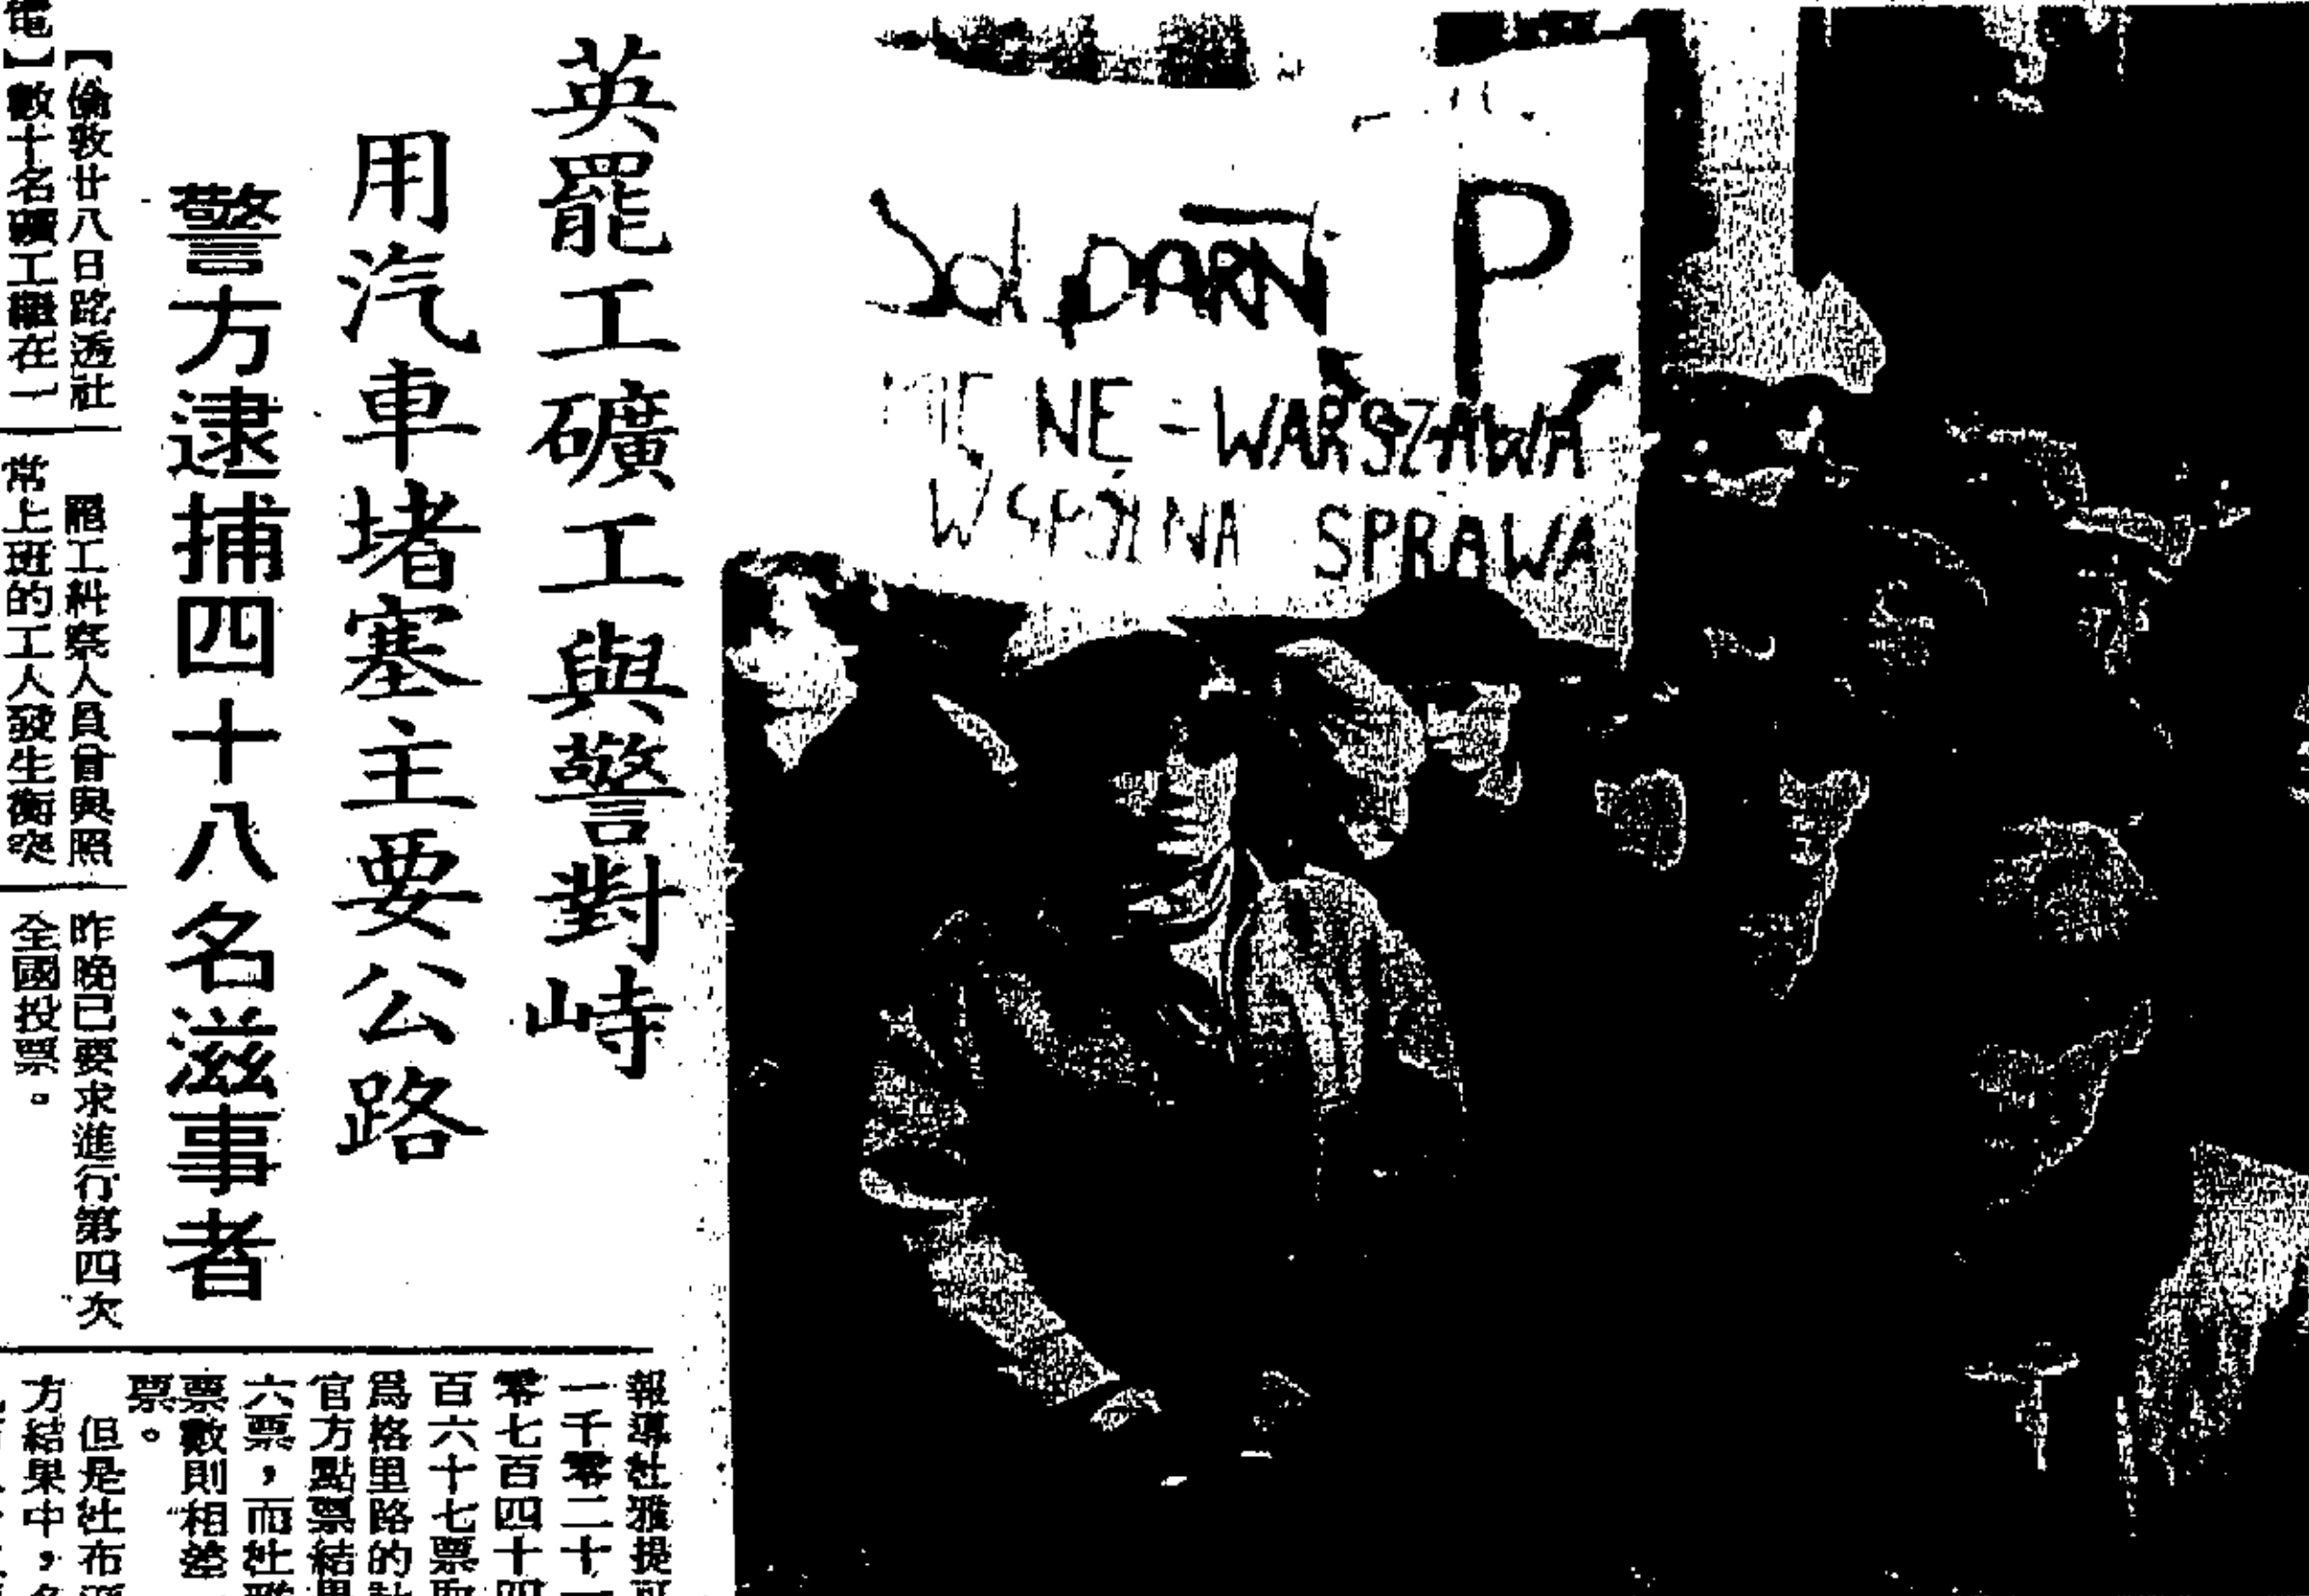 英罷工礦工與警對峙
用汽車堵塞主要公路
警方逮捕四十八名滋事者
【倫敦廿八日路透社
電】數十名礦工繼在一
罷工糾察人員曾與照
常上班的工人發生衝突
昨晚已要求進行第四次
全國投票。
SOLIDARN
P
NE - WARSZAWA
WSPÓLNA SPRAWA
報導杜雅提
一千零二十一
零七百四十四
百六十七票
爲格里路的
官方點票結果
六票，而杜
票數則相差
票。
但是杜布
方結果中，